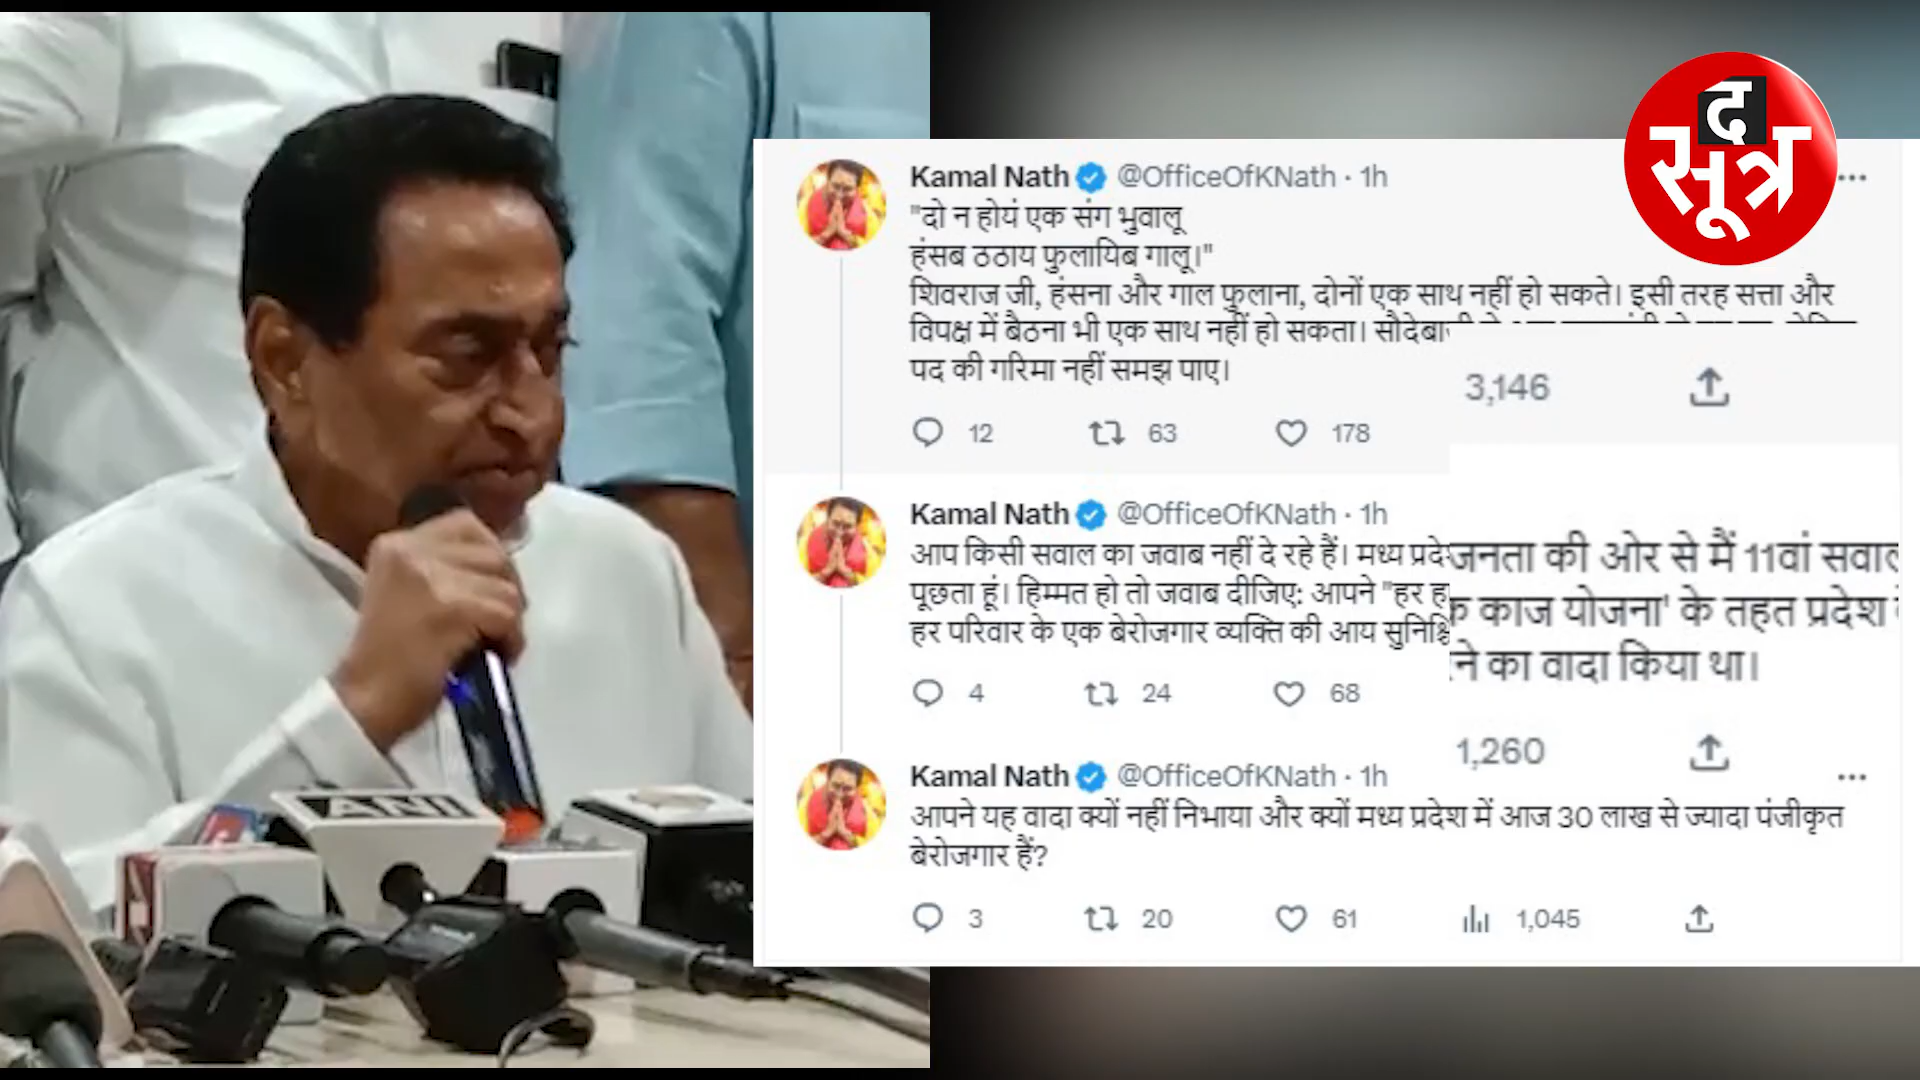 द
सूत्र
Kamal Nath @OfficeOfKNath · 1h
"दो न होयं एक संग भुवालू
हंसब ठठाय फुलायिब गालू।"
शिवराज जी, हंसना और गाल फुलाना, दोनों एक साथ नहीं हो सकते। इसी तरह सत्ता और
विपक्ष में बैठना भी एक साथ नहीं हो सकता।
पद की गरिमा नहीं समझ पाए।
3,146
12 63 178
Kamal Nath @OfficeOfKNath · 1h
आप किसी सवाल का जवाब नहीं दे रहे हैं। मध्य
पूछता हूं। हिम्मत हो तो जवाब दीजिए: आपने "हर
हर परिवार के एक बेरोजगार व्यक्ति की आय
जनता की ओर से मैं 11वां
काज योजना' के तहत प्रदेश
का वादा किया था।
4 24 68
1,260
Kamal Nath @OfficeOfKNath · 1h
आपने यह वादा क्यों नहीं निभाया और क्यों मध्य प्रदेश में आज 30 लाख से ज्यादा पंजीकृत
बेरोजगार हैं?
3 20 61 1,045
ANI